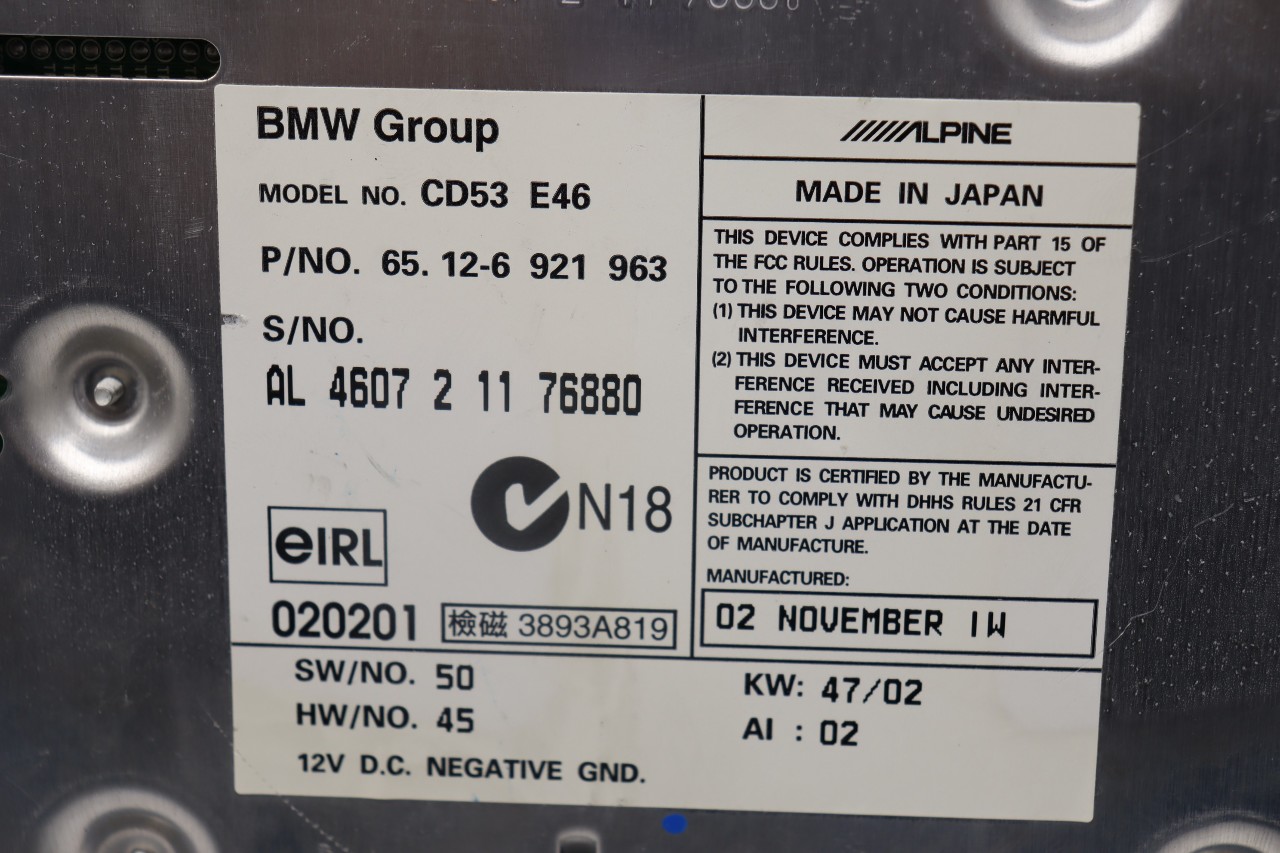 BMW Group
MODEL NO. CD53 E46
P/NO. 65. 12-6 921 963
S/NO.
AL 4607 2 11 76880
N18
eIRL
020201
檢磁 3893A819
ALPINE
MADE IN JAPAN
THIS DEVICE COMPLIES WITH PART 15 OF
THE FCC RULES. OPERATION IS SUBJECT
TO THE FOLLOWING TWO CONDITIONS:
(1) THIS DEVICE MAY NOT CAUSE HARMFUL
INTERFERENCE.
(2) THIS DEVICE MUST ACCEPT ANY INTER-
FERENCE RECEIVED INCLUDING INTER-
FERENCE THAT MAY CAUSE UNDESIRED
OPERATION.
PRODUCT IS CERTIFIED BY THE MANUFACTU-
RER TO COMPLY WITH DHHS RULES 21 CFR
SUBCHAPTER J APPLICATION AT THE DATE
OF MANUFACTURE.
MANUFACTURED:
02 NOVEMBER IW
SW/NO. 50
HW/NO. 45
12V D.C. NEGATIVE GND.
KW: 47/02
AI : 02